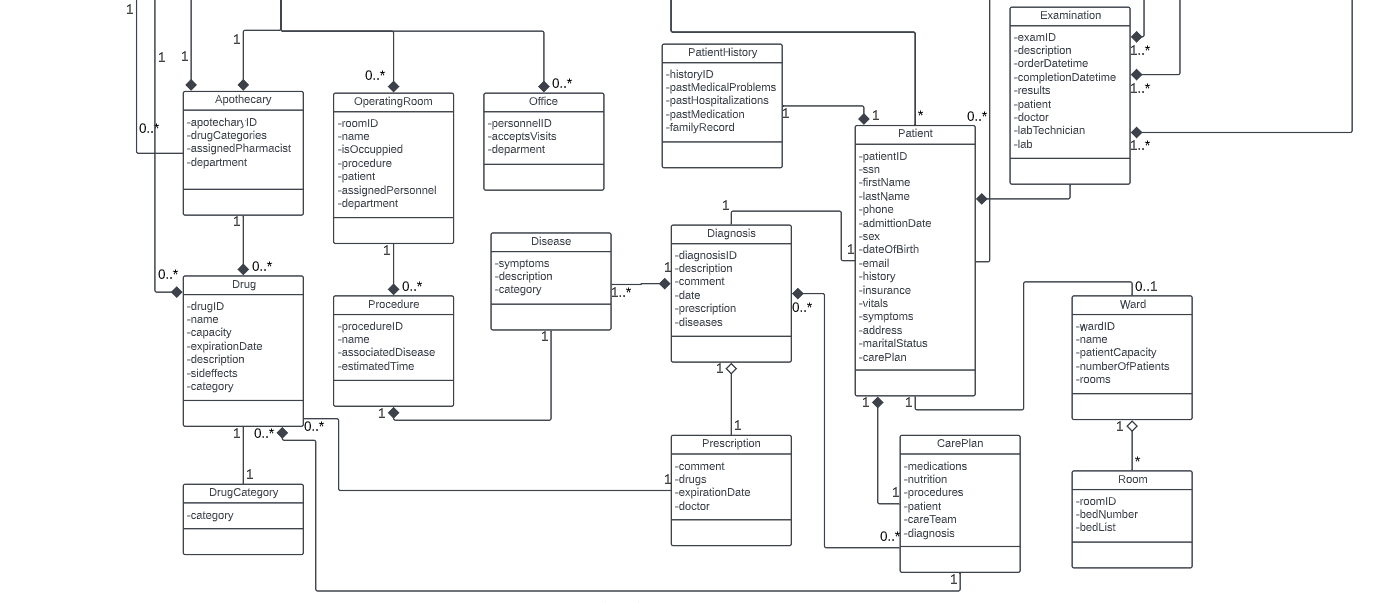 1
1
1
0..*
Apothecary
-apotecharyID
-drugCategories
-assignedPharmacist
-department
1
0..*
OperatingRoom
-roomID
-name
-isOccuppied
-procedure
-patient
-assignedPersonnel
-department
0..*
Office
-personnelID
-acceptsVisits
-deparment
PatientHistory
-historyID
-pastMedicalProblems
-pastHospitalizations
-pastMedication
-familyRecord
1
1
*
0..*
Patient
-patientID
-ssn
-firstName
-lastName
-phone
-admittionDate
-sex
-dateOfBirth
-email
-history
-insurance
-vitals
-symptoms
-address
-maritalStatus
-carePlan
Examination
-examID
-description
-orderDatetime
-completionDatetime
-results
-patient
-doctor
-labTechnician
-lab
1..*
1..*
1..*
1
0..*
0..*
Drug
-drugID
-name
-capacity
-expirationDate
-description
-sideffects
-category
1
0..*
Procedure
-procedureID
-name
-associatedDisease
-estimatedTime
1
Disease
-symptoms
-description
-category
1..*
1
1
1
1
Diagnosis
-diagnosisID
-description
-comment
-date
-prescription
-diseases
0..*
1
1
Prescription
-comment
-drugs
-expirationDate
-doctor
1
0..*
0..*
1
1
DrugCategory
-category
1
1
1
0..*
CarePlan
-medications
-nutrition
-procedures
-patient
-careTeam
-diagnosis
1
0..1
Ward
-wardID
-name
-patientCapacity
-numberOfPatients
-rooms
1
*
Room
-roomID
-bedNumber
-bedList